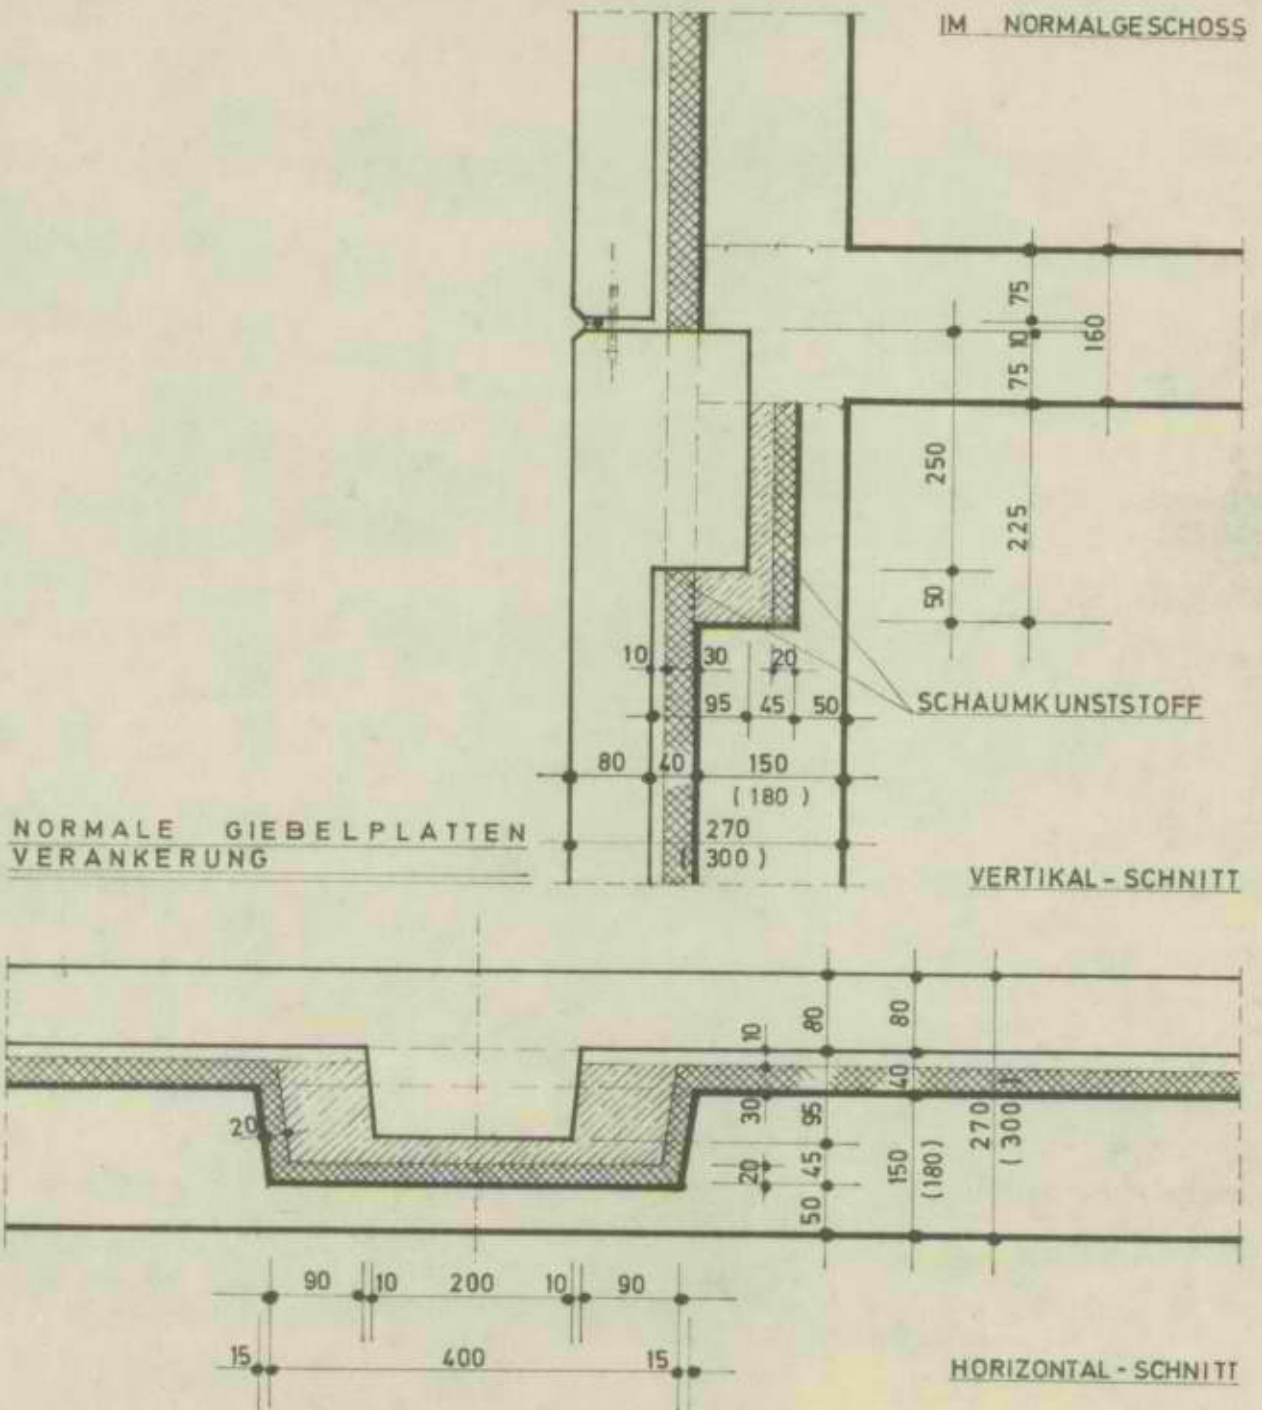 IM NORMALGESCHOSS
75
10
75
160
250
225
50
10 30 20
95 45 50
SCHAUMKUNSTSTOFF
80 40 150
(180)
270
(300)
NORMALE GIEBELPLATTEN
VERANKERUNG
VERTIKAL-SCHNITT
10 80 80
40
30 95 270
(300)
20
20 45 150
(180)
50
90 10 200 10 90
15 400 15
HORIZONTAL-SCHNITT